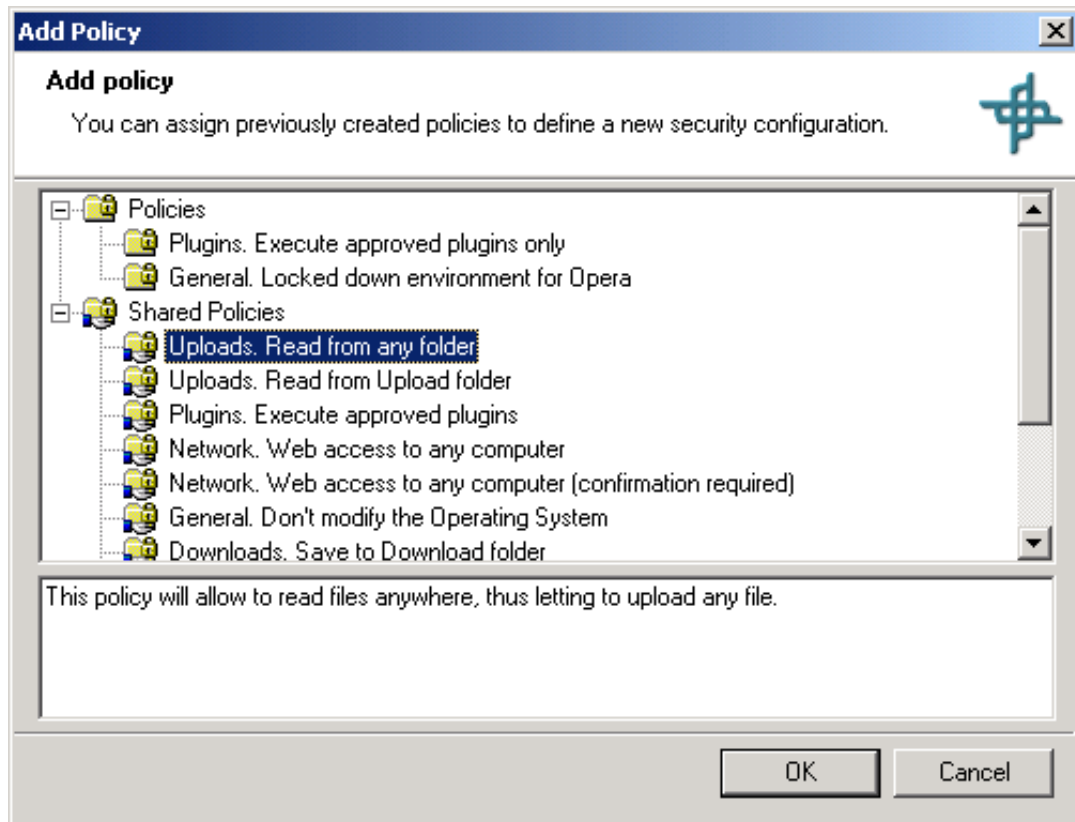 Add Policy
Add policy
You can assign previously created policies to define a new security configuration.
Policies
Plugins. Execute approved plugins only
General. Locked down environment for Opera
Shared Policies
Uploads. Read from any folder
Uploads. Read from Upload folder
Plugins. Execute approved plugins
Network. Web access to any computer
Network. Web access to any computer (confirmation required)
General. Don't modify the Operating System
Downloads. Save to Download folder
This policy will allow to read files anywhere, thus letting to upload any file.
OK Cancel